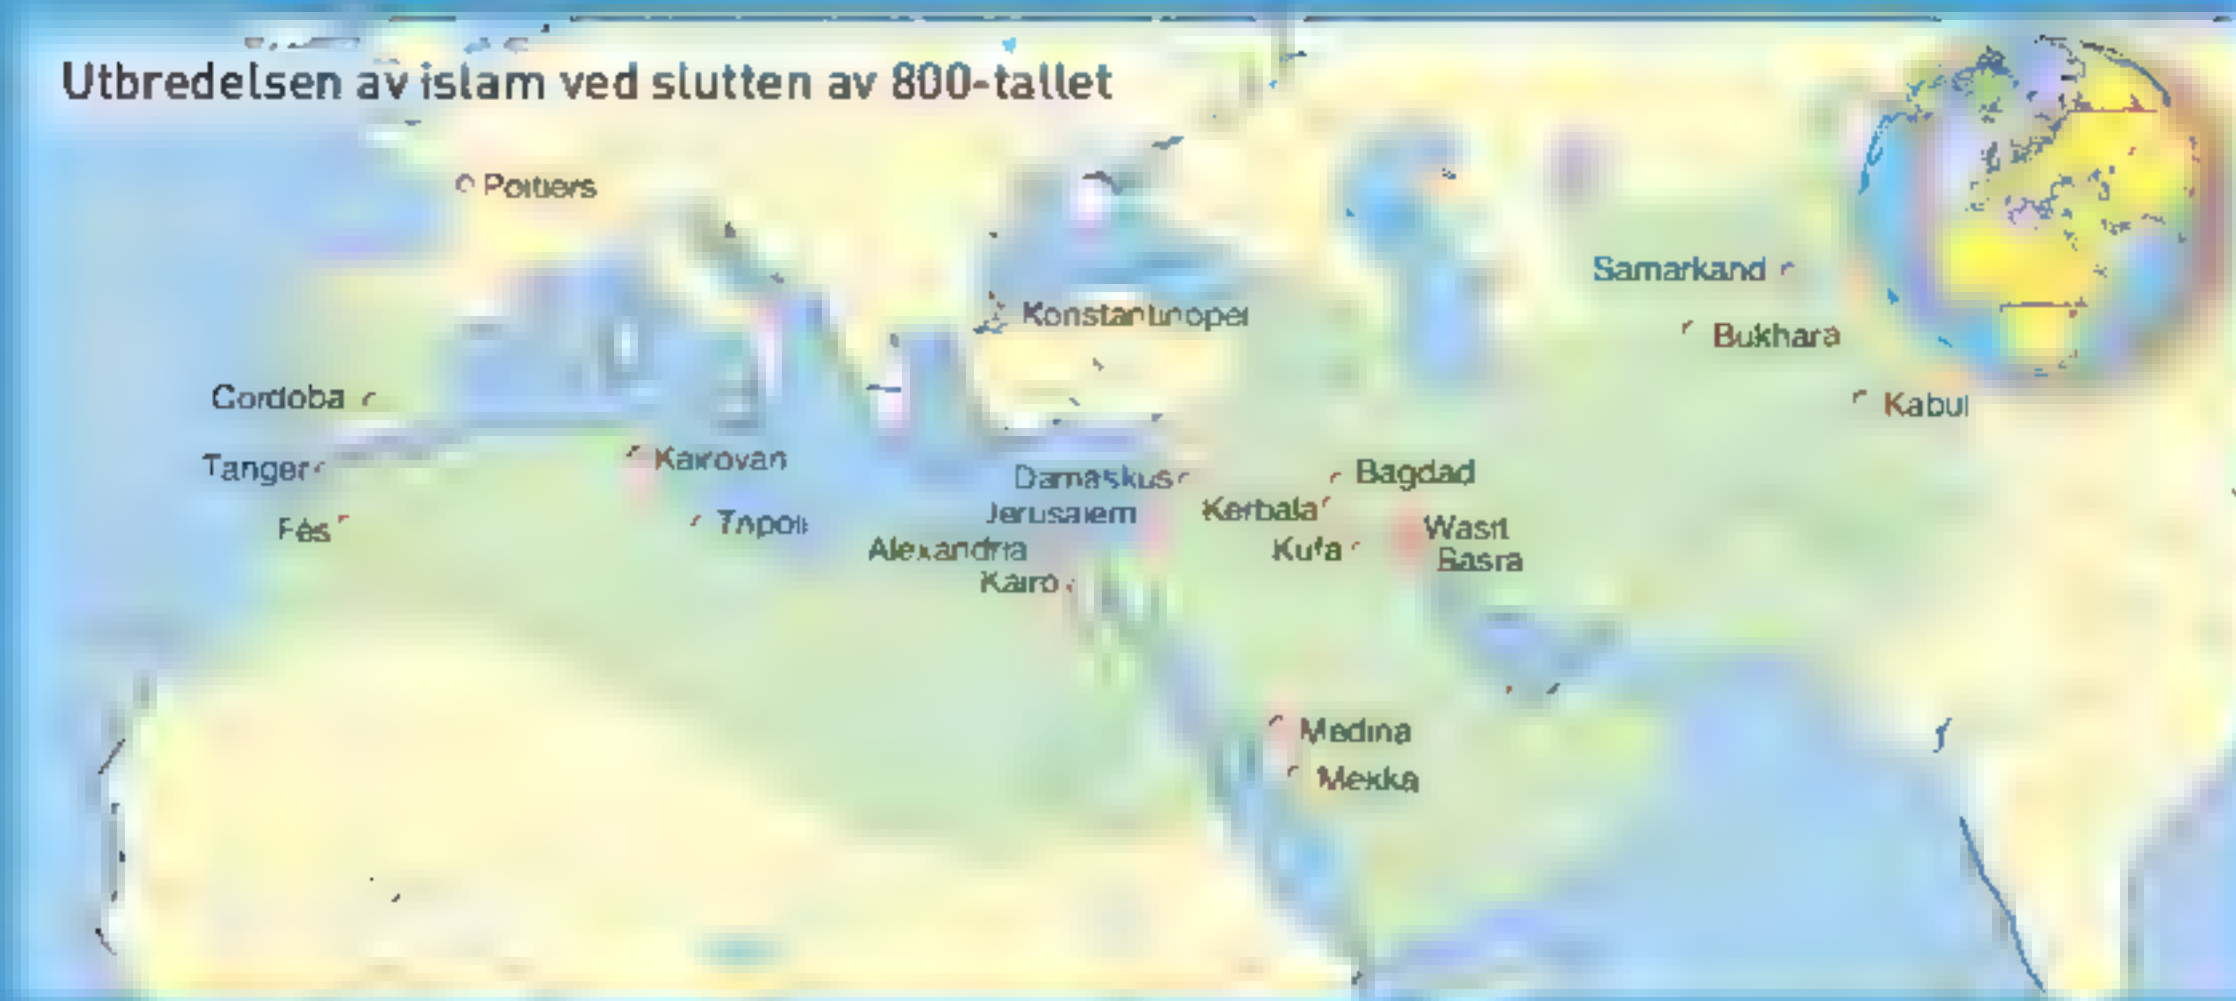 Utbredelsen av islam ved slutten av 800-tallet
Poitiers
Samarkand
Konstantinopel
Bukhara
Cordoba
Kabul
Tanger
Kairovan
Damaskus
Bagdad
Jerusalem
Kerbala
Fès
Tripoli
Wasit
Alexandria
Kufa
Basra
Kairo
Medina
Mekka